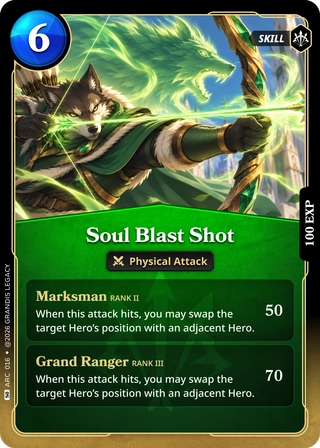 6
SKILL
Soul Blast Shot
Physical Attack
100 EXP
Marksman RANK II
When this attack hits, you may swap the
target Hero's position with an adjacent Hero.
50
Grand Ranger RANK III
When this attack hits, you may swap the
target Hero's position with an adjacent Hero.
70
ARC 016 • ©2026 GRANDIS LEGACY